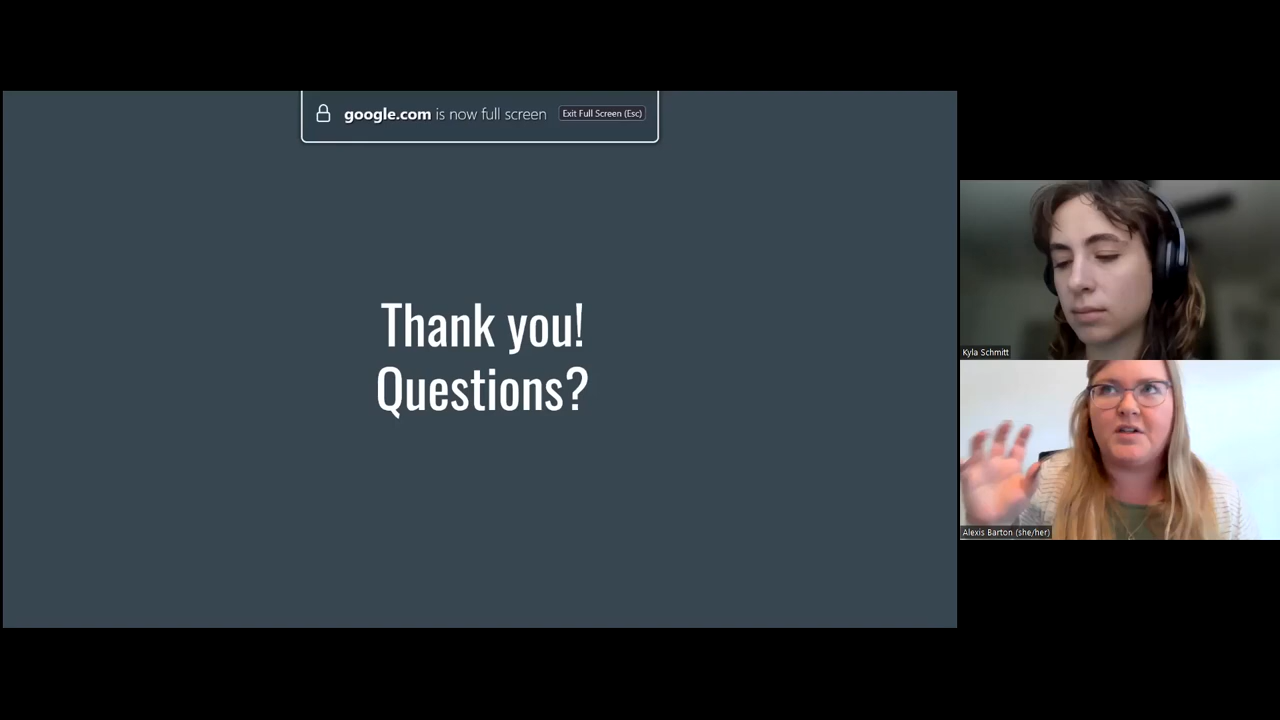 google.com is now full screen Exit Full Screen (Esc)
Thank you!
Questions?
Kyla Schmitt
Alexis Barton (she/her)